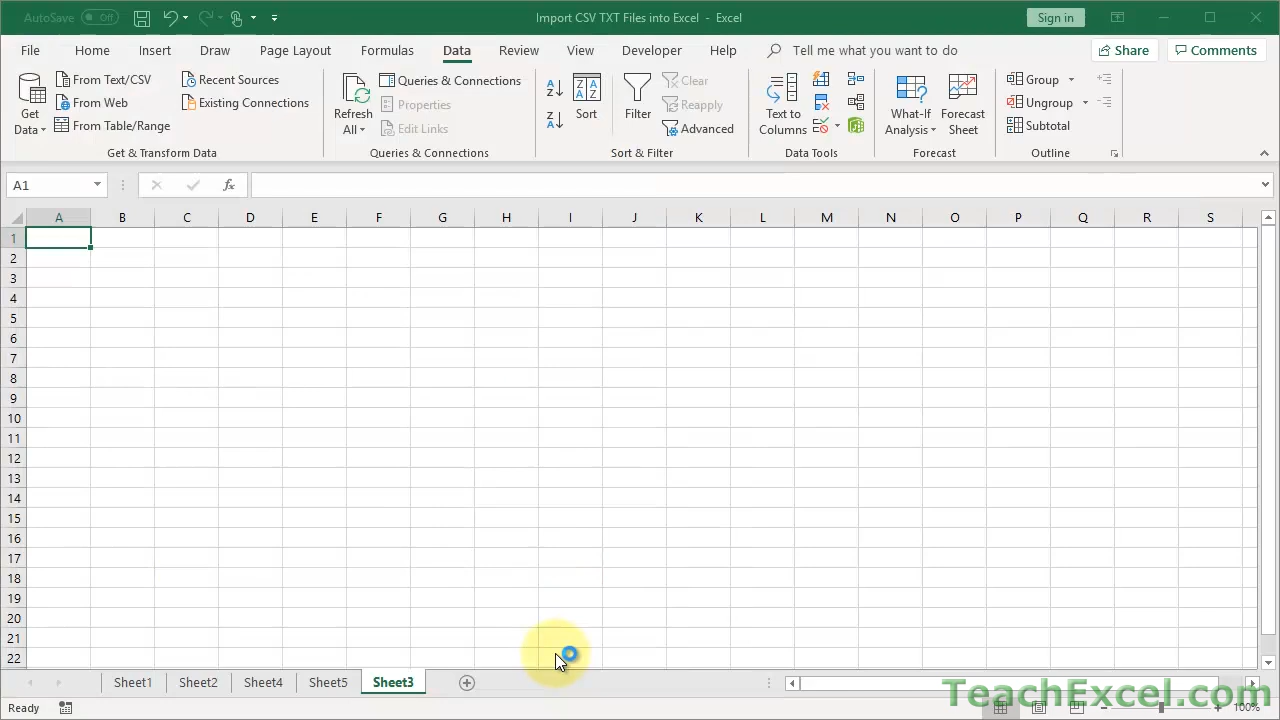 AutoSave Off Import CSV TXT Files into Excel - Excel Sign in
File Home Insert Draw Page Layout Formulas Data Review View Developer Help Tell me what you want to do Share Comments
Get Data
From Text/CSV
From Web
From Table/Range
Recent Sources
Existing Connections
Get & Transform Data
Refresh All
Queries & Connections
Properties
Edit Links
Queries & Connections
A Z
Z A
Z A A Z
Sort
Filter
Clear
Reapply
Advanced
Sort & Filter
Text to Columns
Data Tools
What-If Analysis
Forecast Sheet
Forecast
Group
Ungroup
Subtotal
Outline
A1 fx
A B C D E F G H I J K L M N O P Q R S
1
2
3
4
5
6
7
8
9
10
11
12
13
14
15
16
17
18
19
20
21
22
Sheet1 Sheet2 Sheet4 Sheet5 Sheet3
TeachExcel.com
Ready 100%